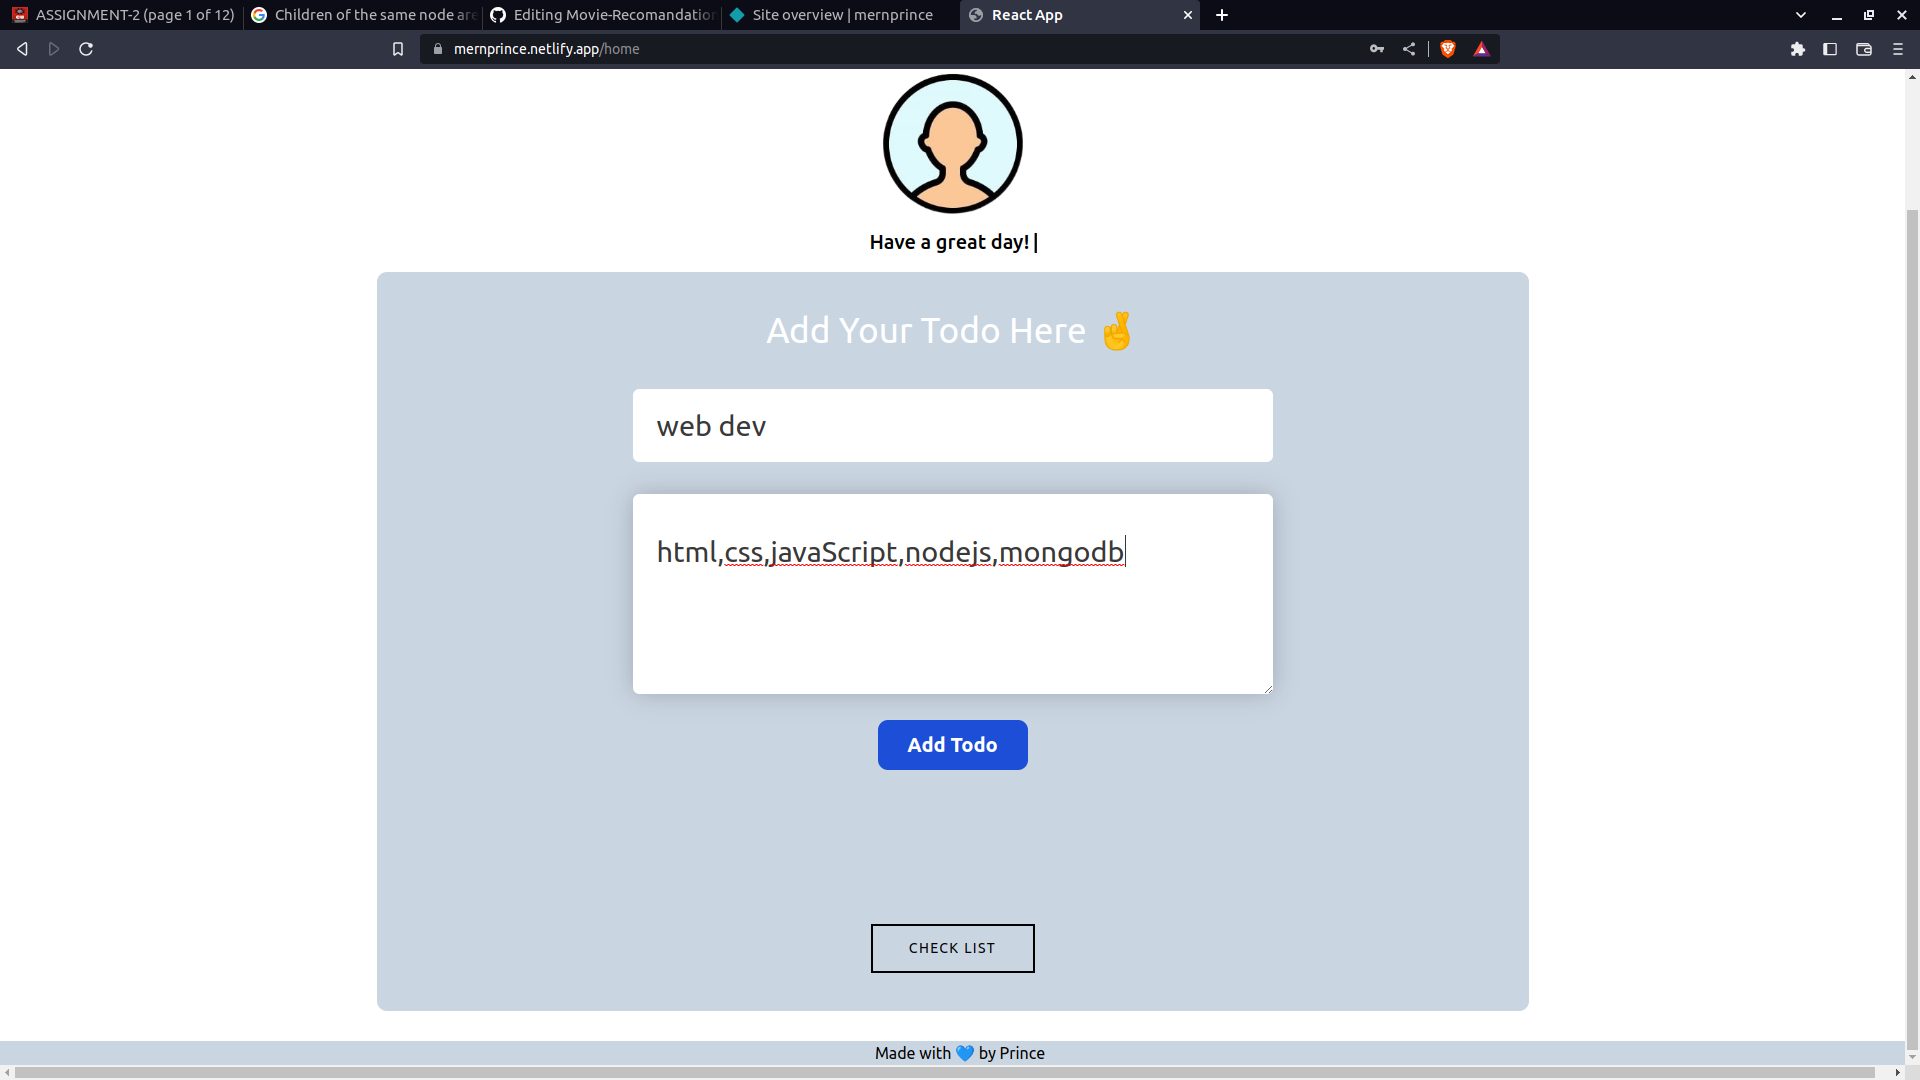 ASSIGNMENT-2 (page 1 of 12)
Children of the same node are
Editing Movie-Recomandation
Site overview | mernprince
React App
mernprince.netlify.app/home
Have a great day!|
Add Your Todo Here 🤞
web dev
html,css,javaScript,nodejs,mongodb
Add Todo
CHECK LIST
Made with 💙 by Prince